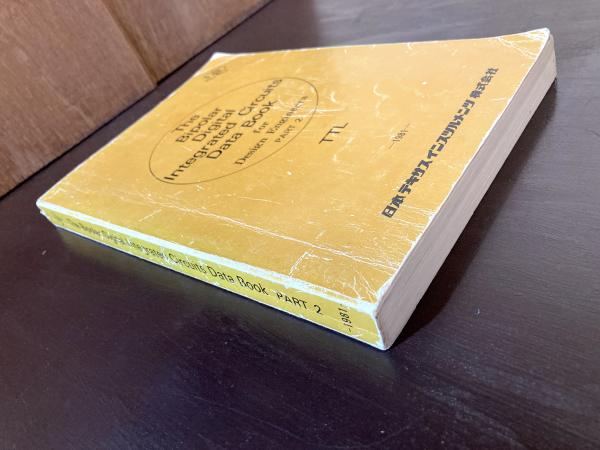 The
Bipolar
Digital
Integrated Circuits
Data Book
for
Design Engineers
PART 2
TTL
-1981-
日本テキサスインスツルメンツ株式会社
The Bipolar Digital Integrated Circuits Data Book PART 2 -1981-